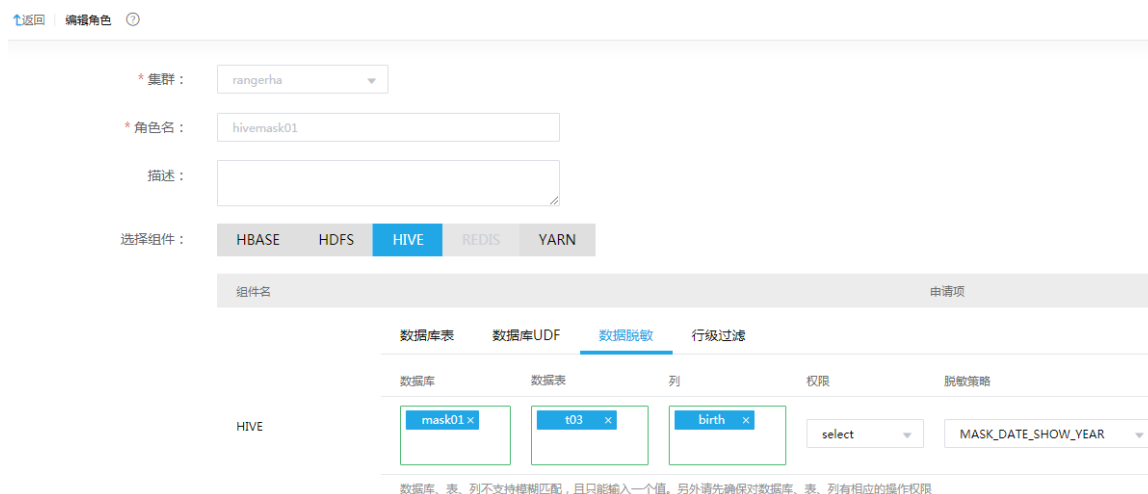 返回 编辑角色 ?
* 集群： rangerha
* 角色名： hivemask01
描述：
选择组件： HBASE HDFS HIVE REDIS YARN
组件名 申请项
数据库表 数据库UDF 数据脱敏 行级过滤
数据库 数据表 列 权限 脱敏策略
HIVE mask01 × t03 × birth × select MASK_DATE_SHOW_YEAR
数据库、表、列不支持模糊匹配，且只能输入一个值。另外请先确保对数据库、表、列有相应的操作权限